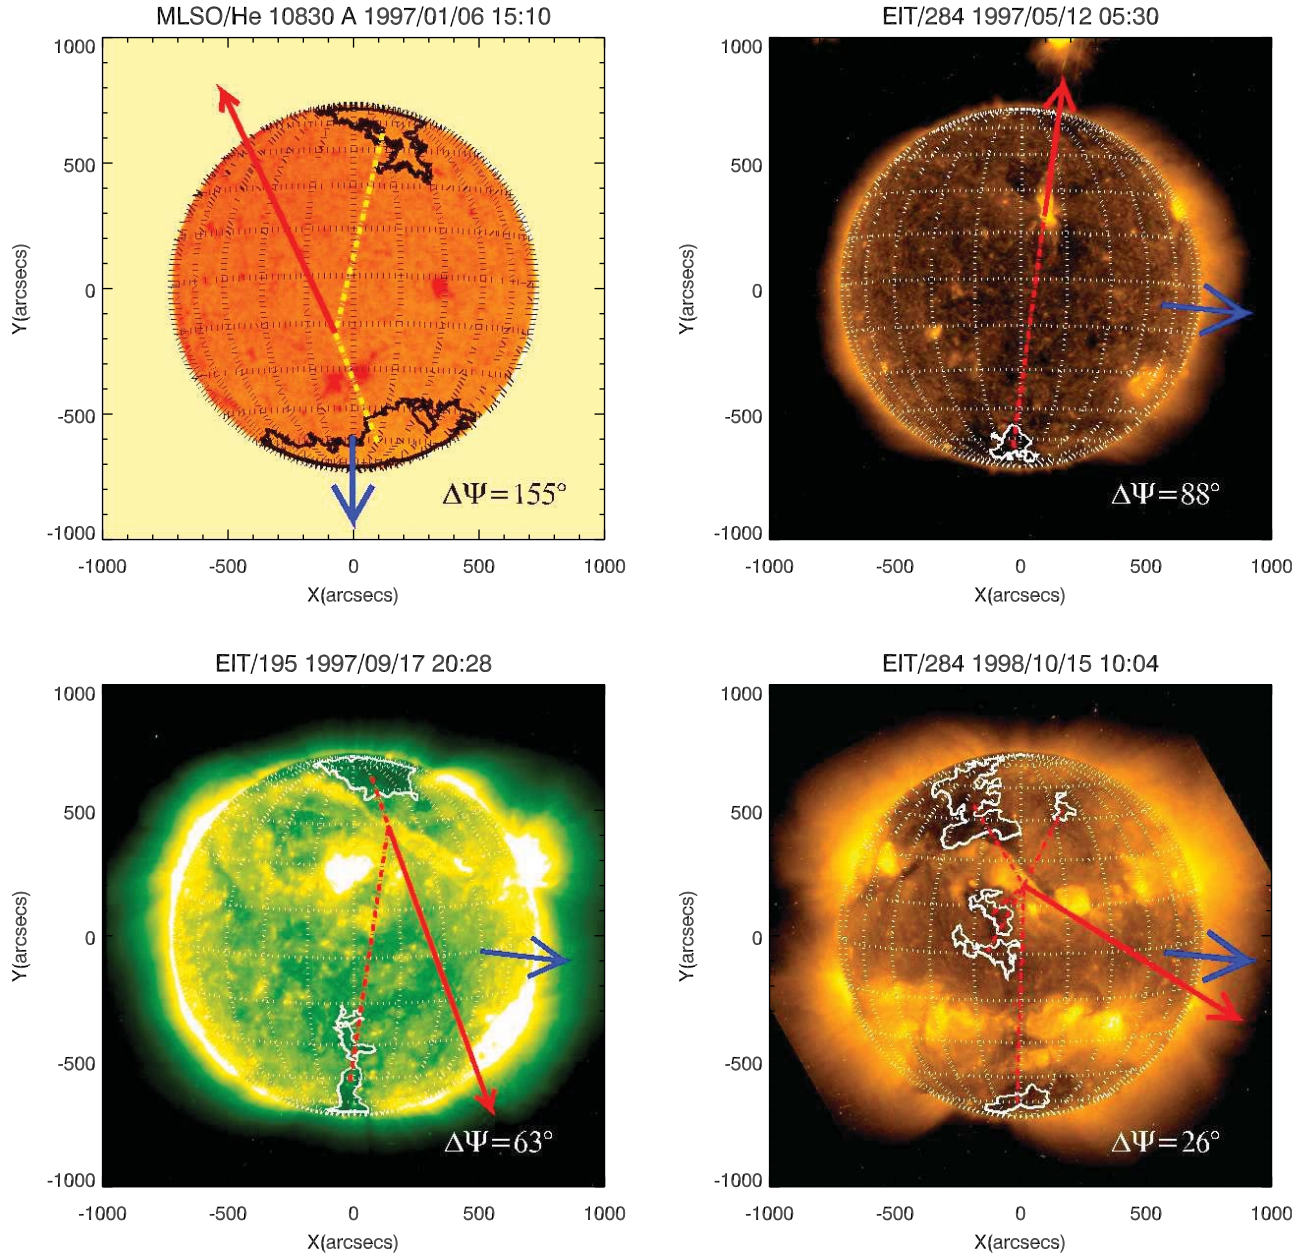 MLSO/He 10830 A 1997/01/06 15:10
1000
500
0
-500
-1000
Y(arcsecs)
ΔΨ=155°
-1000 -500 0 500 1000
X(arcsecs)
EIT/284 1997/05/12 05:30
1000
500
0
-500
-1000
Y(arcsecs)
ΔΨ=88°
-1000 -500 0 500 1000
X(arcsecs)
EIT/195 1997/09/17 20:28
1000
500
0
-500
-1000
Y(arcsecs)
ΔΨ=63°
-1000 -500 0 500 1000
X(arcsecs)
EIT/284 1998/10/15 10:04
1000
500
0
-500
-1000
Y(arcsecs)
ΔΨ=26°
-1000 -500 0 500 1000
X(arcsecs)